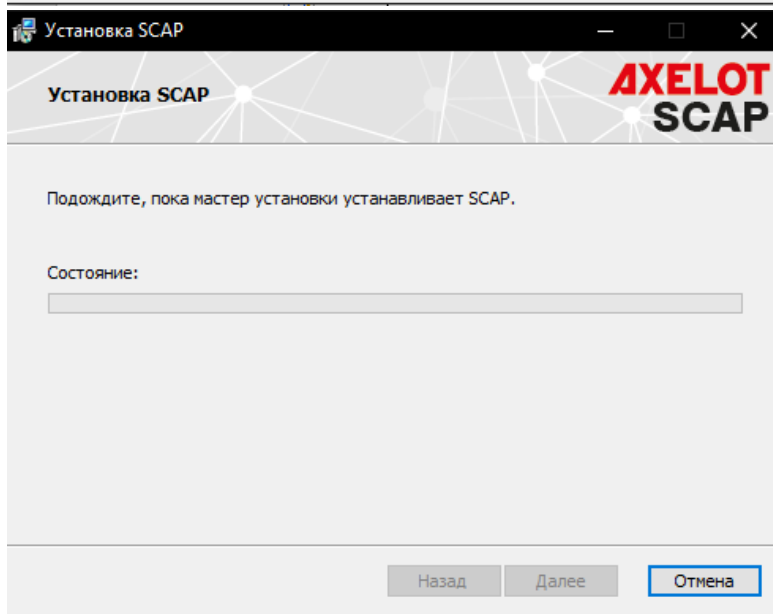 Установка SCAP
Установка SCAP
AXELOT
SCAP
Подождите, пока мастер установки устанавливает SCAP.
Состояние:
Назад
Далее
Отмена